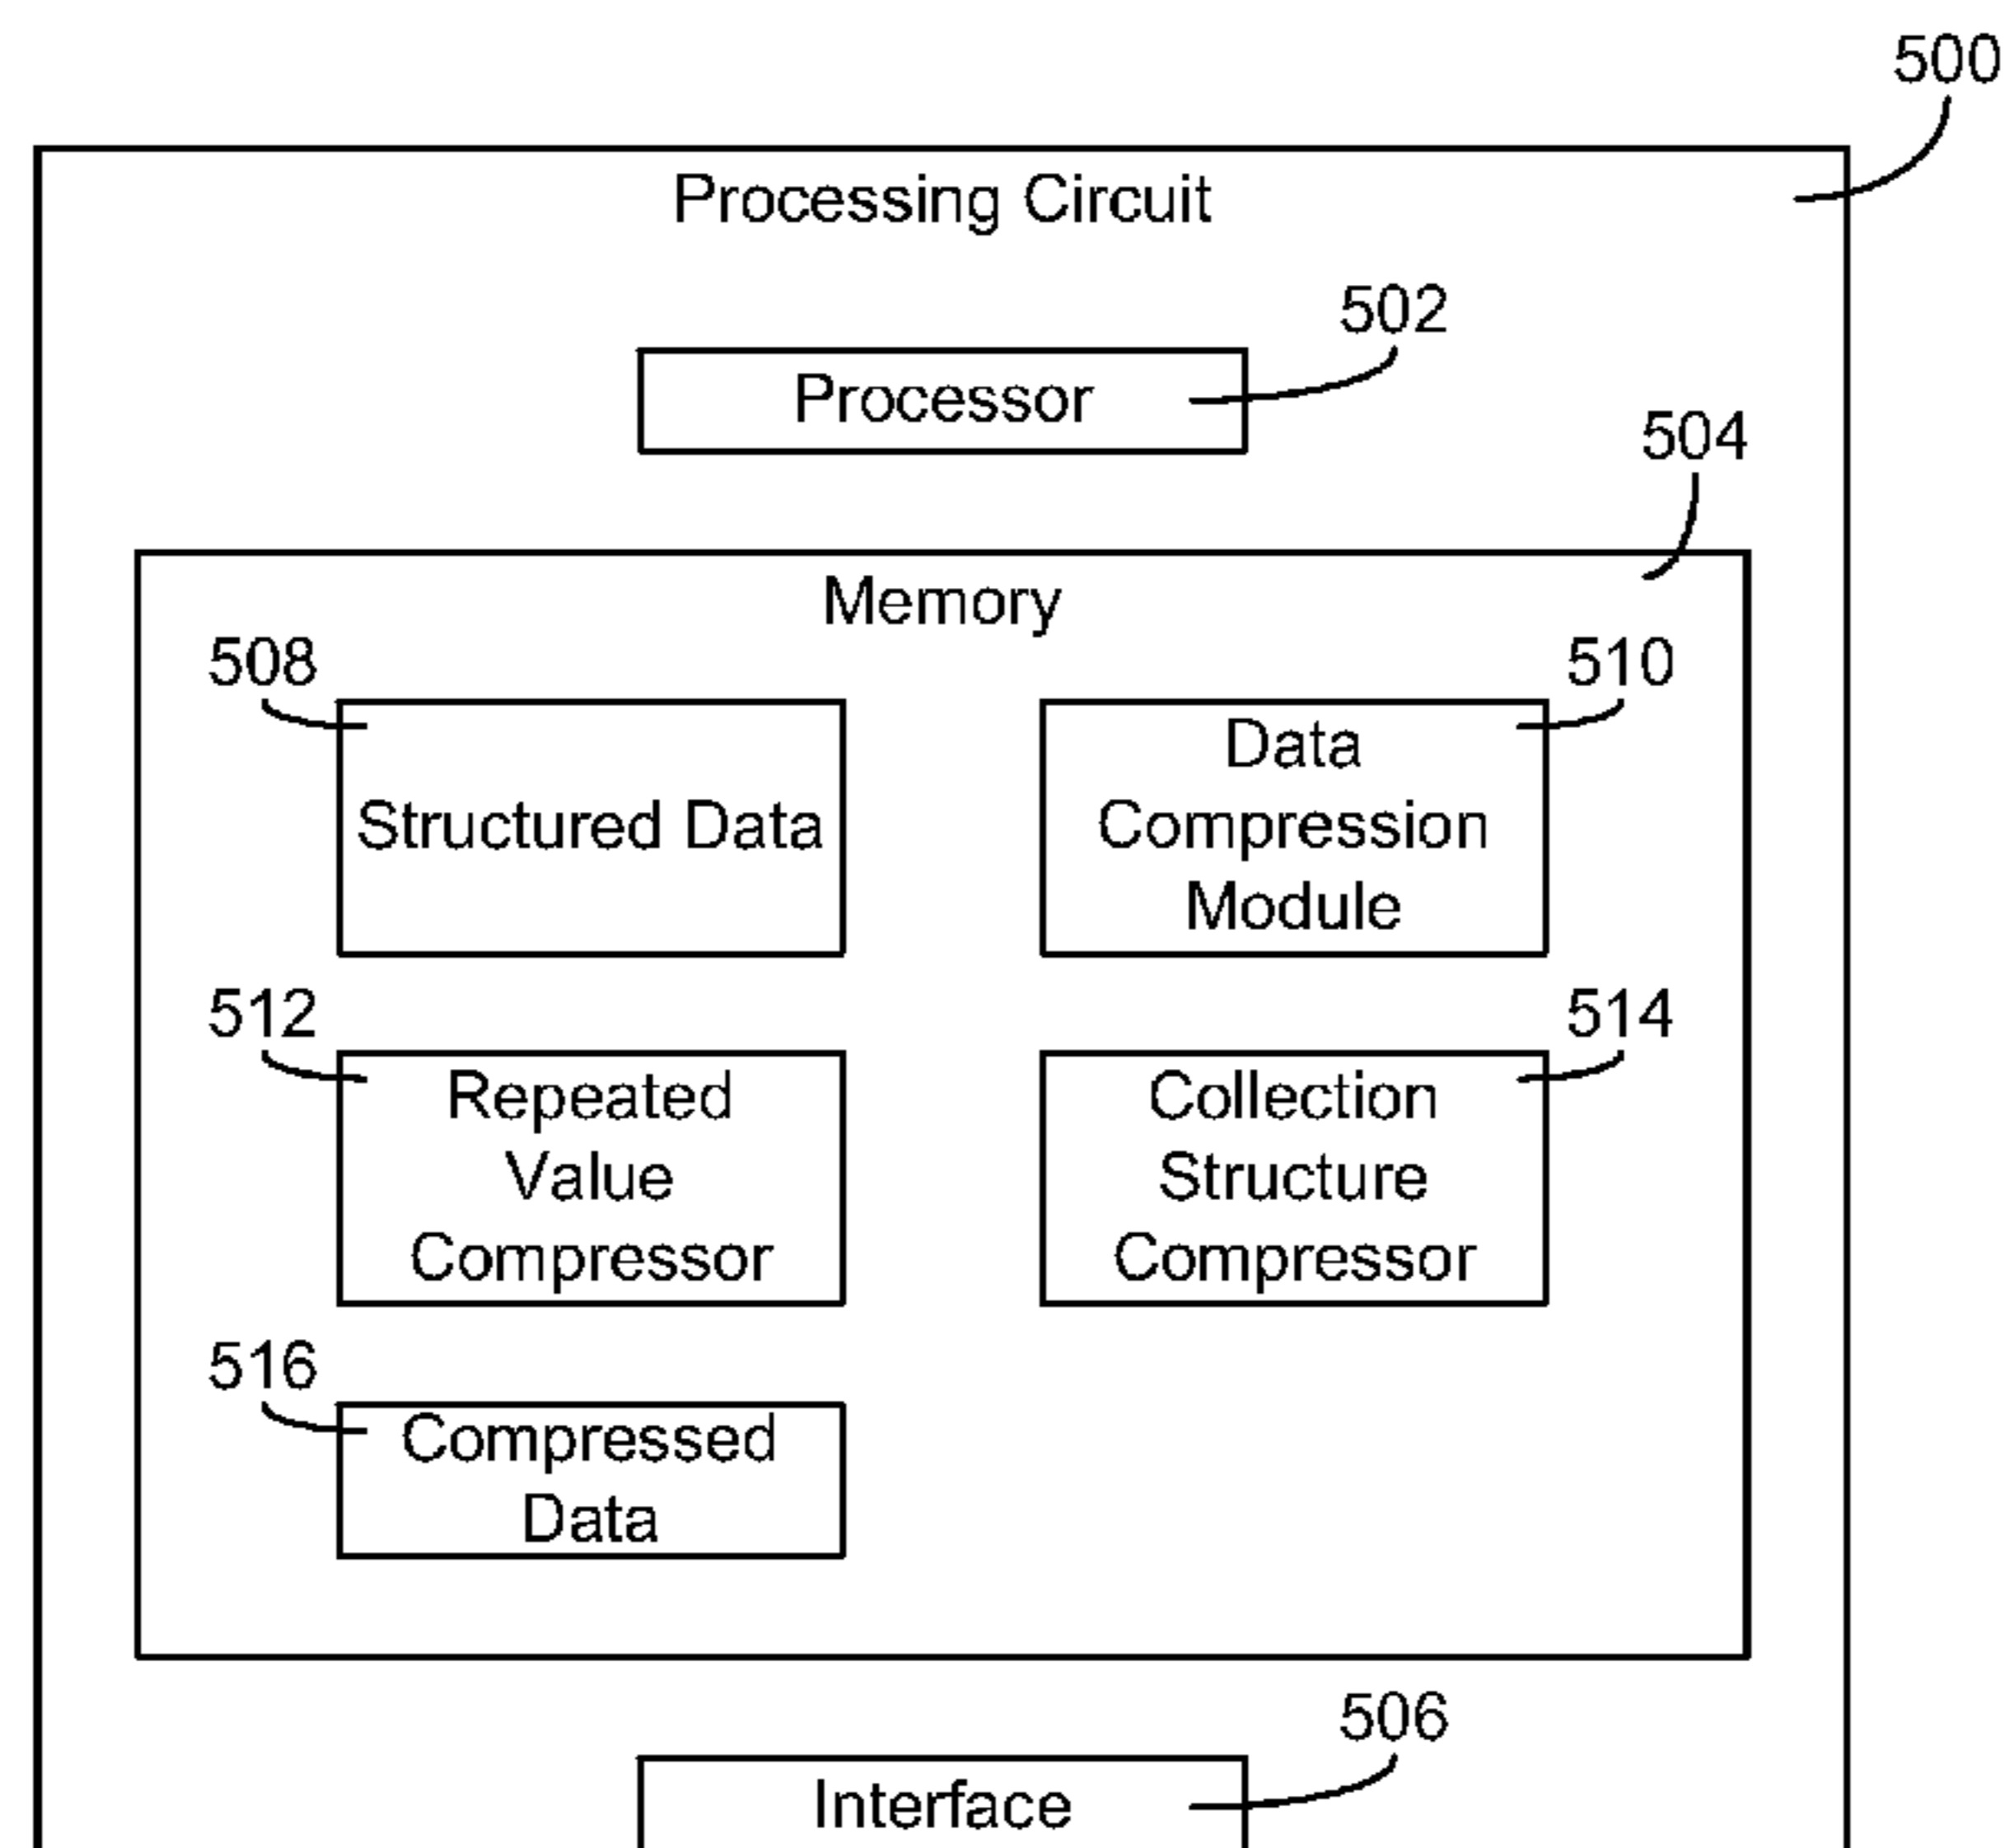 500
Processing Circuit
502
Processor
504
Memory
508
510
Structured Data
Data
Compression
Module
512
514
Repeated
Value
Compressor
Collection
Structure
Compressor
516
Compressed
Data
506
Interface